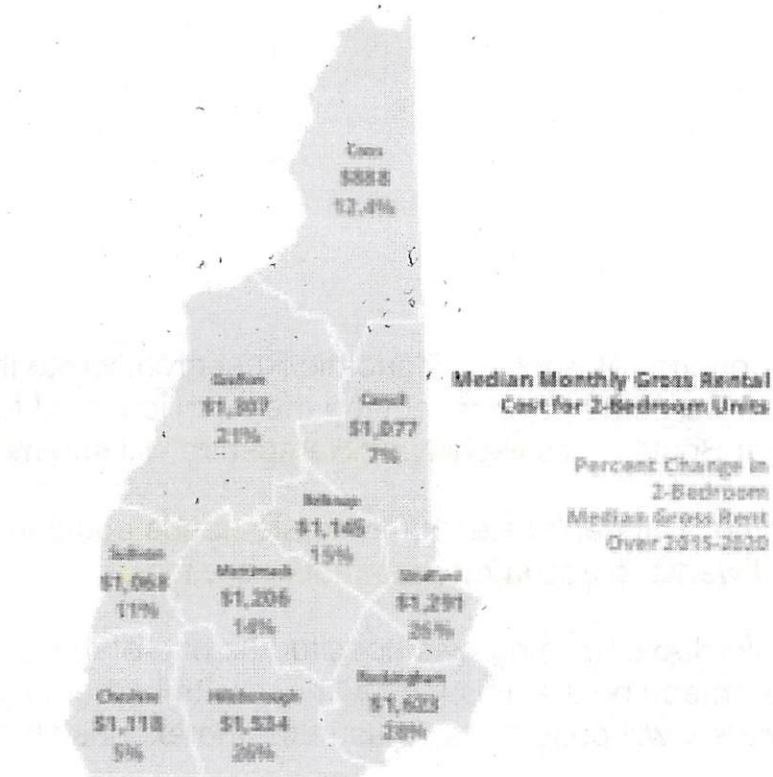 Coos
$888
12.4%
Grafton
$1,307
21%
Carroll
$1,077
7%
Median Monthly Gross Rental
Cost for 2-Bedroom Units
Percent Change in
2-Bedroom
Median Gross Rent
Over 2015-2020
Belknap
$1,145
15%
Sullivan
$1,068
11%
Merrimack
$1,206
14%
Strafford
$1,291
26%
Cheshire
$1,118
5%
Hillsborough
$1,534
26%
Rockingham
$1,623
28%